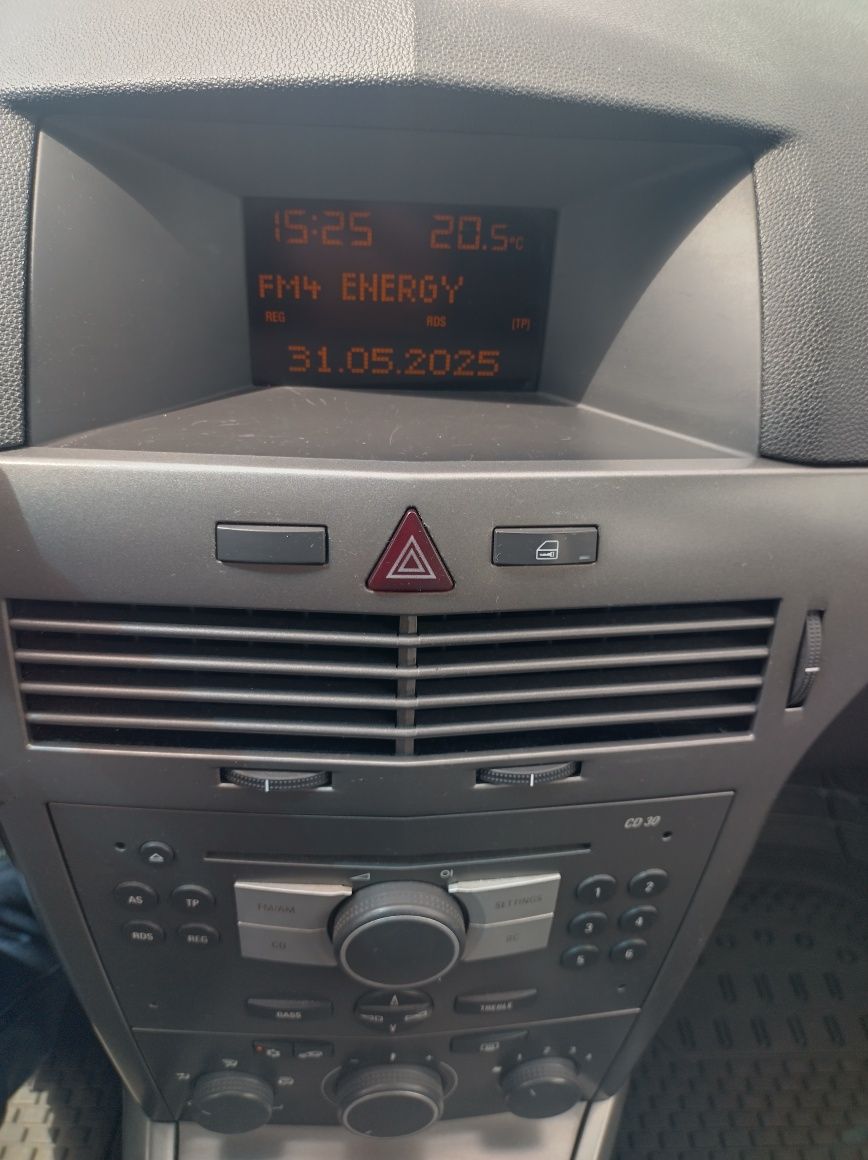 15:25 20.5°C
FM4 ENERGY
REG RDS [TP]
31.05.2025
CD 30
AS TP FM/AM SETTINGS 1 2
RDS REG CD BC 3 4
5 6
BASS TREBLE